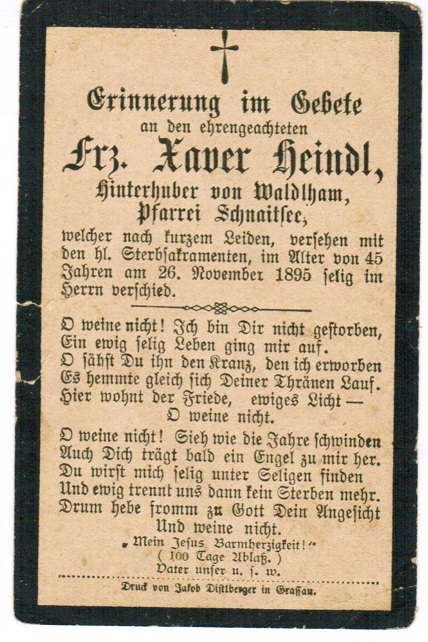 Erinnerung im Gebete
an den ehrengeachteten
Frz. Xaver Heindl,
Hinterhuber von Waldlham,
Pfarrei Schnaitsee,
welcher nach kurzem Leiden, versehen mit
den hl. Sterbsakramenten, im Alter von 45
Jahren am 26. November 1895 selig im
Herrn verschied.
O weine nicht! Ich bin Dir nicht gestorben,
Ein ewig selig Leben ging mir auf.
O sähst Du ihn den Kranz, den ich erworben
Es hemmte gleich sich Deiner Thränen Lauf.
Hier wohnt der Friede, ewiges Licht —
O weine nicht.
O weine nicht! Sieh wie die Jahre schwinden
Auch Dich trägt bald ein Engel zu mir her.
Du wirst mich selig unter Seligen finden
Und ewig trennt uns dann kein Sterben mehr.
Drum hebe fromm zu Gott Dein Angesicht
Und weine nicht.
„Mein Jesus Barmherzigkeit!“
( 100 Tage Ablaß. )
Vater unser u. s. w.
Druck von Jakob Distlberger in Grassau.